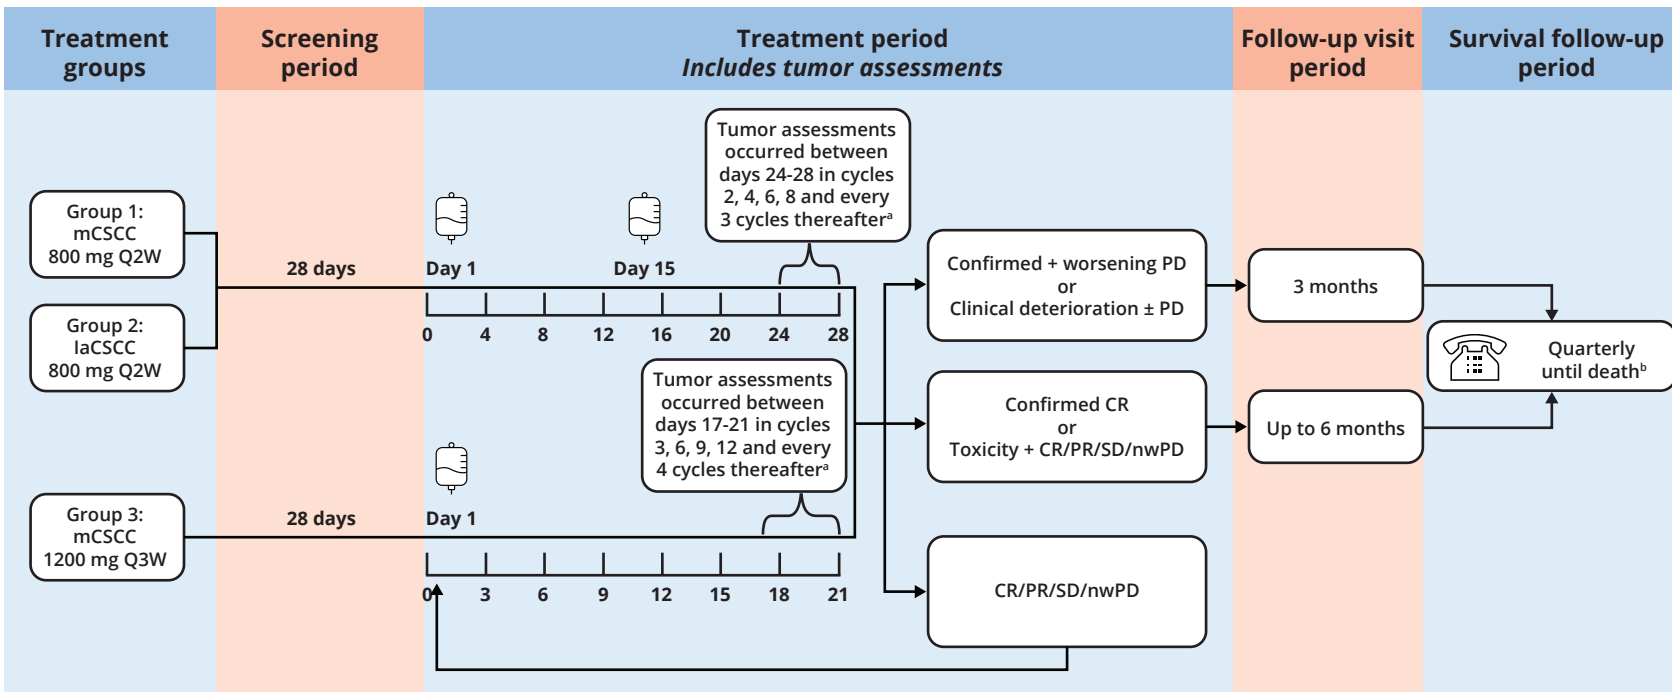 Treatment
groups
Screening
period
Treatment period
Includes tumor assessments
Follow-up visit
period
Survival follow-up
period
Group 1:
mCSCC
800 mg Q2W
Group 2:
laCSCC
800 mg Q2W
Group 3:
mCSCC
1200 mg Q3W
28 days
28 days
Day 1
Day 15
Tumor assessments
occurred between
days 24-28 in cycles
2, 4, 6, 8 and every
3 cycles thereafterᵃ
0 4 8 12 16 20 24 28
Tumor assessments
occurred between
days 17-21 in cycles
3, 6, 9, 12 and every
4 cycles thereafterᵃ
Day 1
0 3 6 9 12 15 18 21
Confirmed + worsening PD
or
Clinical deterioration ± PD
Confirmed CR
or
Toxicity + CR/PR/SD/nwPD
CR/PR/SD/nwPD
3 months
Up to 6 months
Quarterly
until deathᵇ